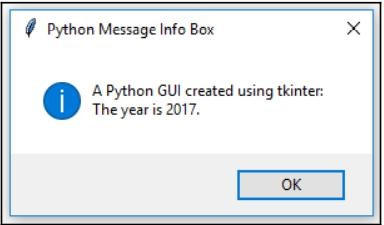 Python Message Info Box
A Python GUI created using tkinter:
The year is 2017.
OK